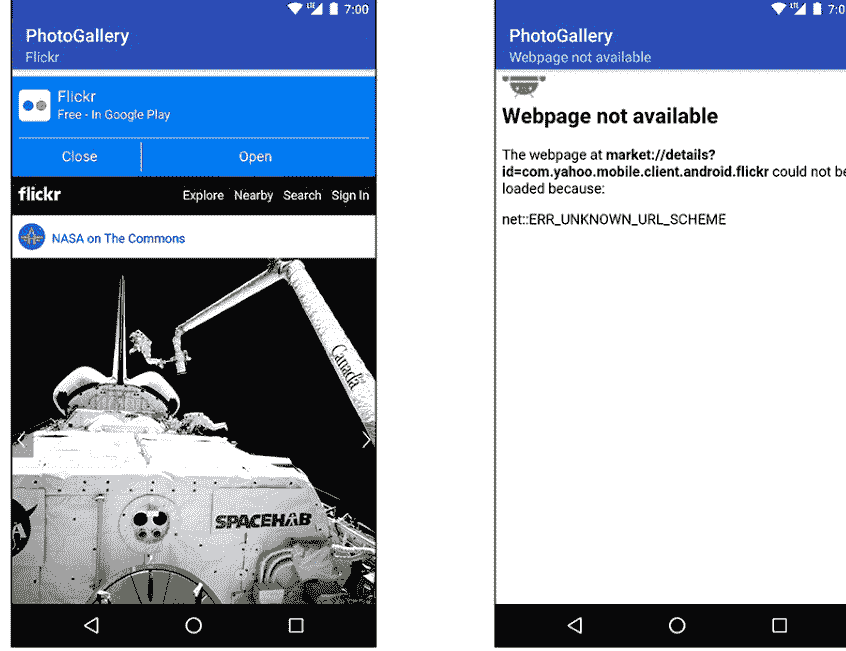 LTE 7:00
PhotoGallery
Flickr
Flickr
Free - In Google Play
Close Open
flickr Explore Nearby Search Sign In
NASA on The Commons
Canada
SPACEHAB
A
LTE 7:0
PhotoGallery
Webpage not available
Webpage not available
The webpage at market://details?
id=com.yahoo.mobile.client.android.flickr could not be
loaded because:
net::ERR_UNKNOWN_URL_SCHEME